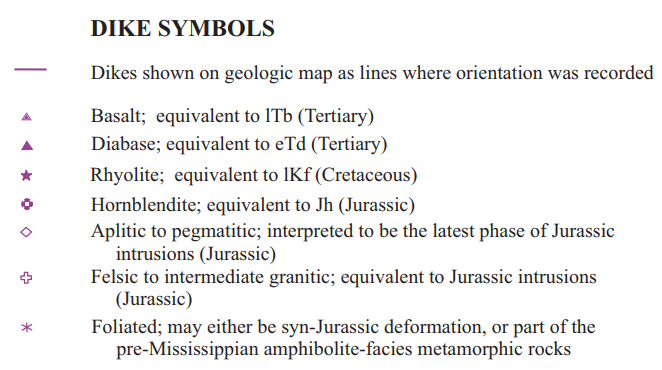 DIKE SYMBOLS
Dikes shown on geologic map as lines where orientation was recorded
Basalt; equivalent to lTb (Tertiary)
Diabase; equivalent to eTd (Tertiary)
Rhyolite; equivalent to lKf (Cretaceous)
Hornblendite; equivalent to Jh (Jurassic)
Aplitic to pegmatitic; interpreted to be the latest phase of Jurassic
intrusions (Jurassic)
Felsic to intermediate granitic; equivalent to Jurassic intrusions
(Jurassic)
Foliated; may either be syn-Jurassic deformation, or part of the
pre-Mississippian amphibolite-facies metamorphic rocks